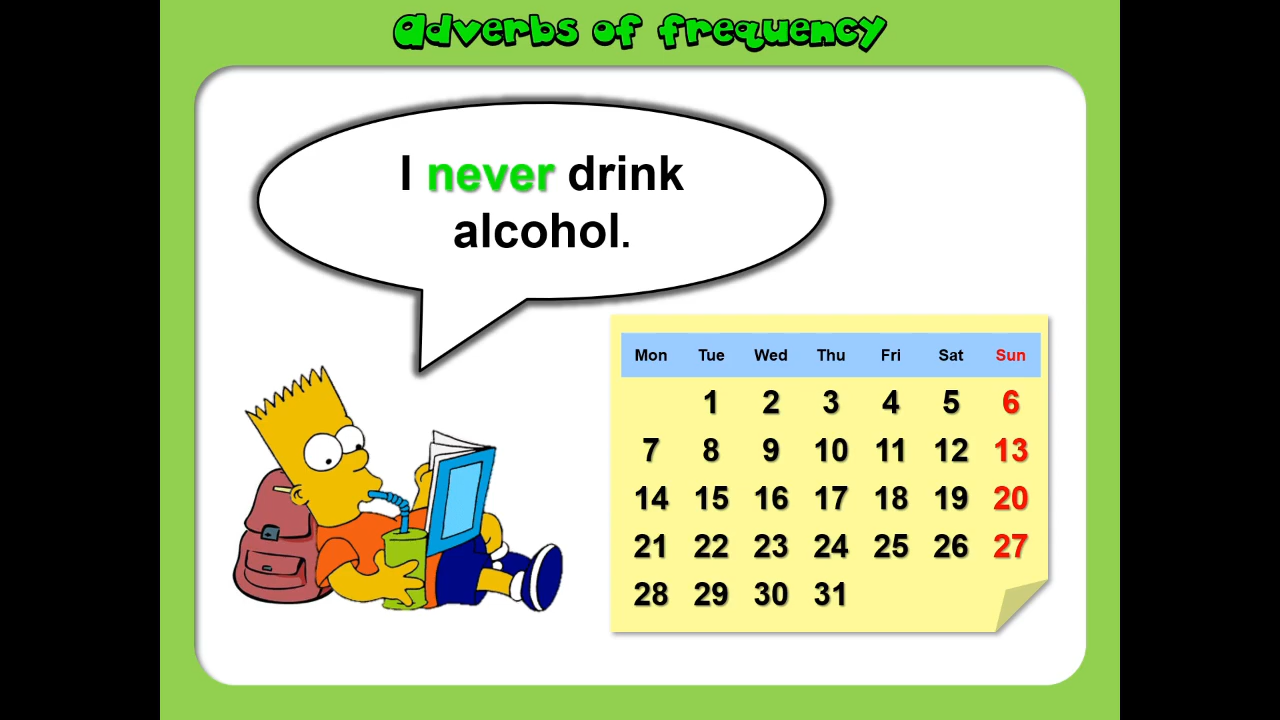 Adverbs of frequency
I never drink
alcohol.
Mon Tue Wed Thu Fri Sat Sun
1 2 3 4 5 6
7 8 9 10 11 12 13
14 15 16 17 18 19 20
21 22 23 24 25 26 27
28 29 30 31